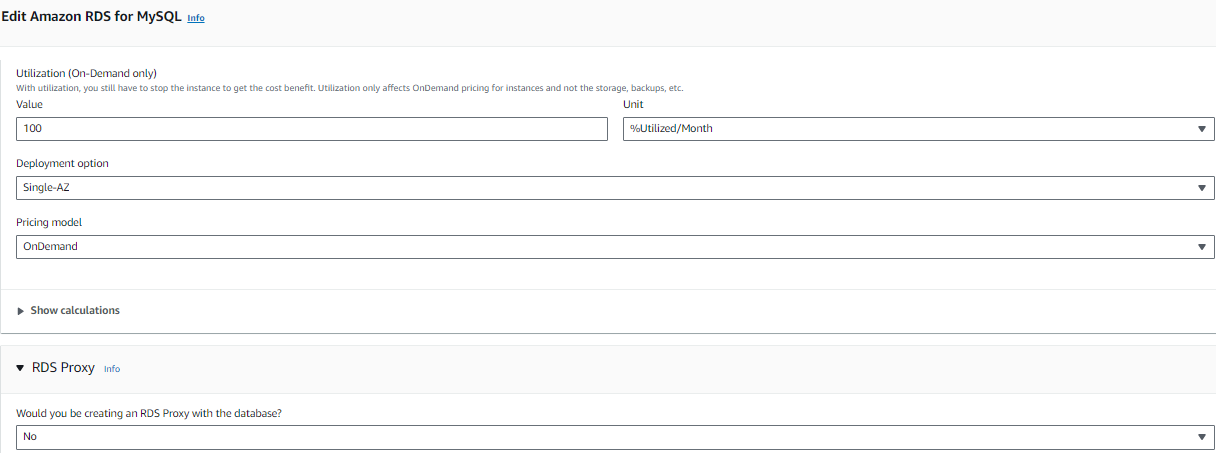 Edit Amazon RDS for MySQL Info
Utilization (On-Demand only)
With utilization, you still have to stop the instance to get the cost benefit. Utilization only affects OnDemand pricing for instances and not the storage, backups, etc.
Value Unit
100 %Utilized/Month
Deployment option
Single-AZ
Pricing model
OnDemand
Show calculations
RDS Proxy Info
Would you be creating an RDS Proxy with the database?
No